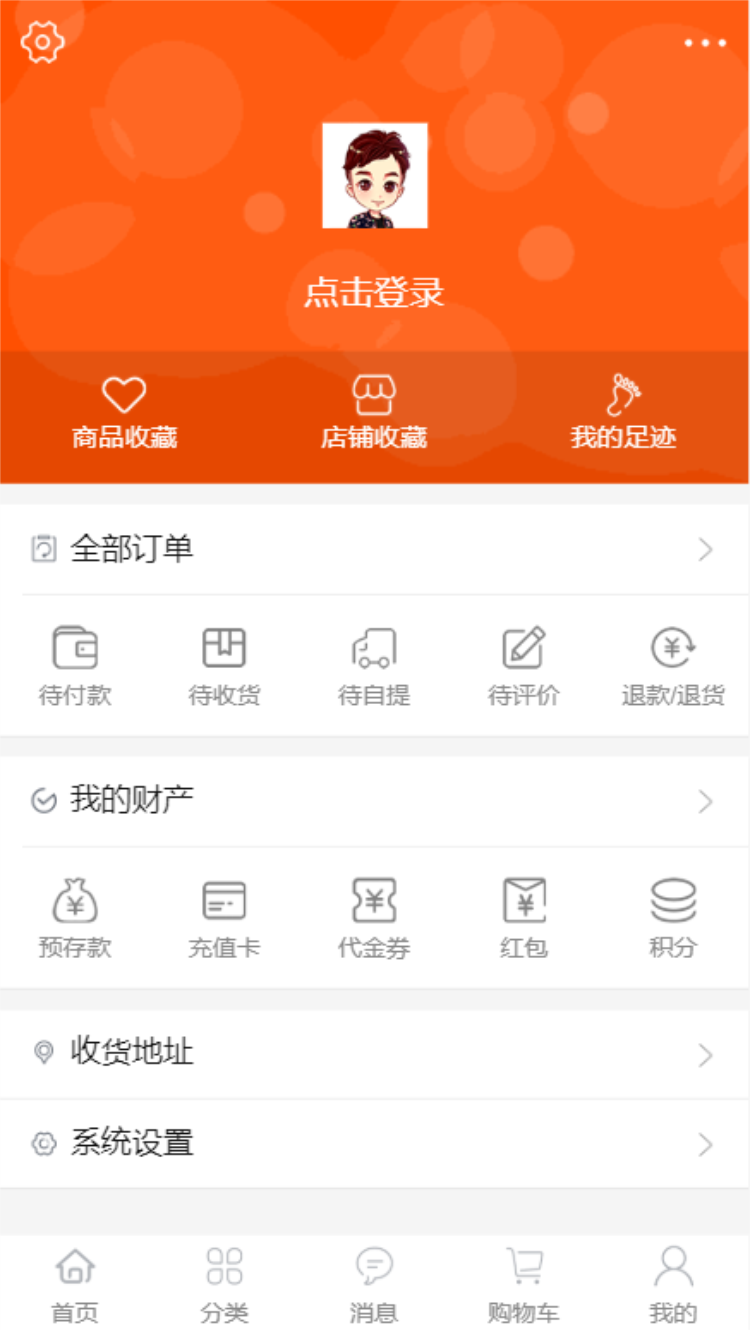 点击登录
商品收藏 店铺收藏 我的足迹
全部订单
待付款 待收货 待自提 待评价 退款/退货
我的财产
预存款 充值卡 代金券 红包 积分
收货地址
系统设置
首页 分类 消息 购物车 我的